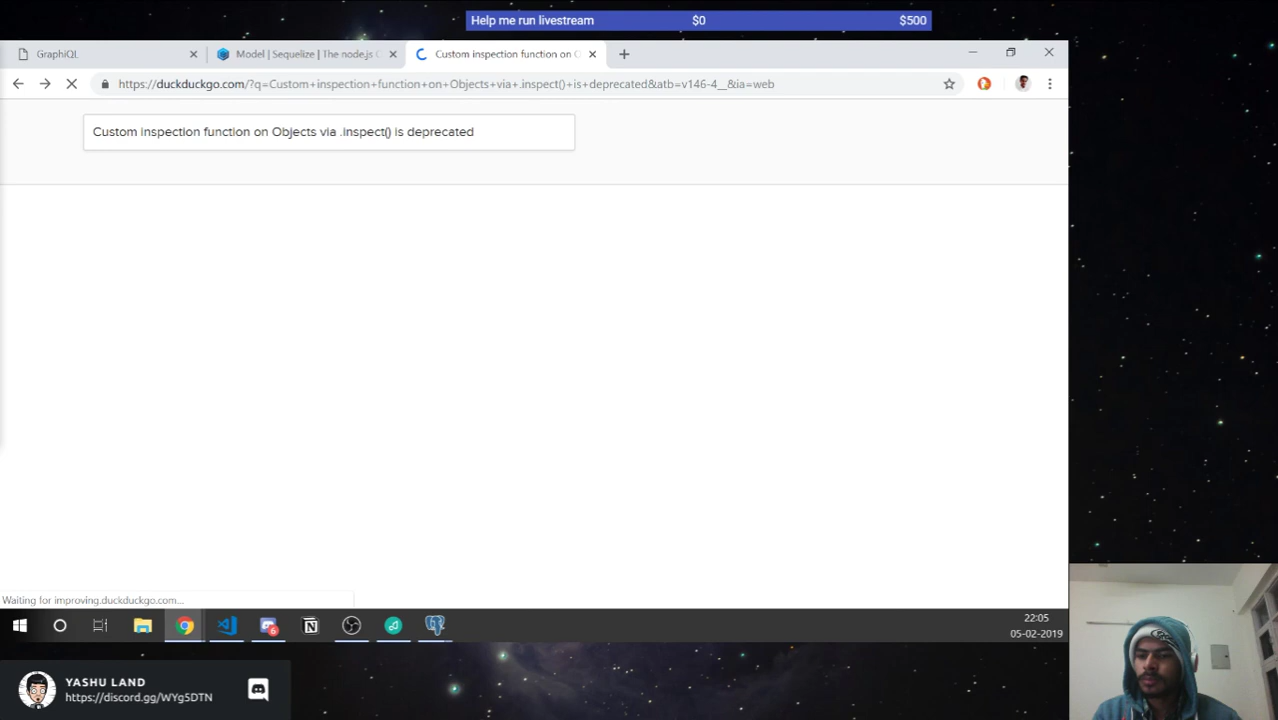 Help me run livestream $0 $500
GraphiQL
Model | Sequelize | The node.js
Custom inspection function on O
https://duckduckgo.com/?q=Custom+inspection+function+on+Objects+via+.inspect()+is+deprecated&atb=v146-4__&ia=web
Custom inspection function on Objects via .inspect() is deprecated
Waiting for improving.duckduckgo.com...
22:05
05-02-2019
YASHU LAND
https://discord.gg/WYg5DTN